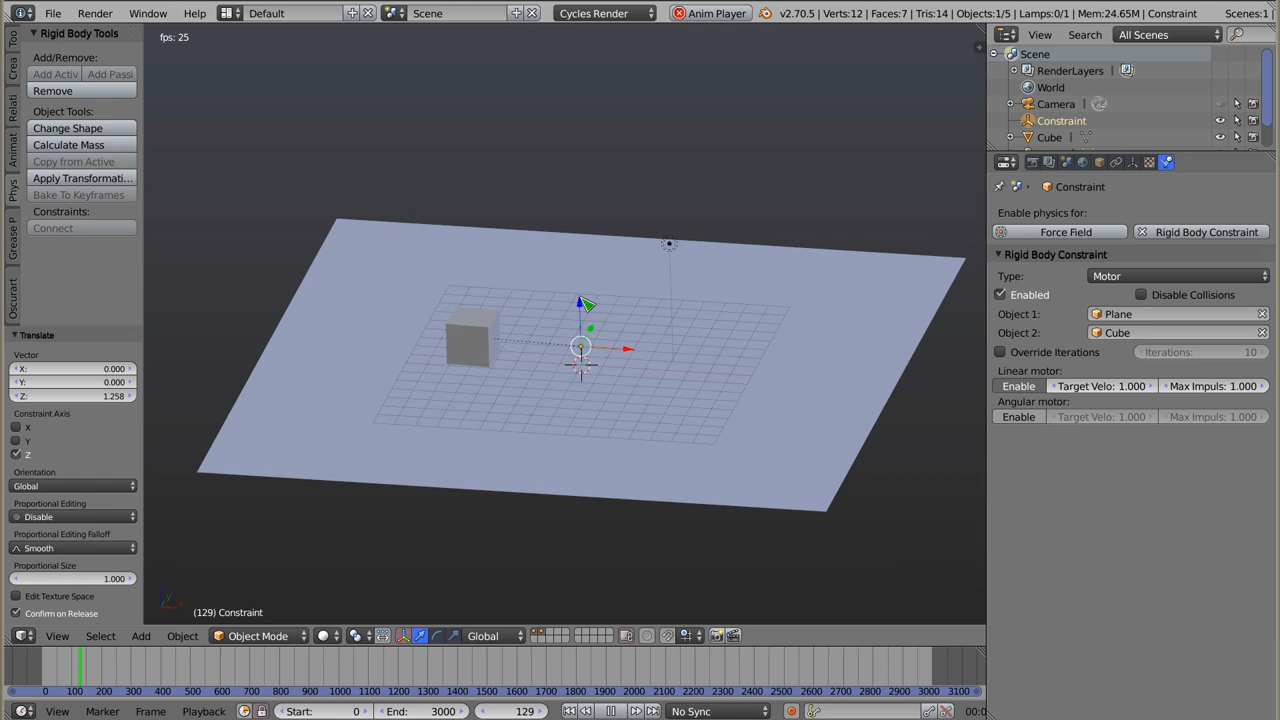 File Render Window Help Default Scene Cycles Render Anim Player v2.70.5 | Verts:12 | Faces:7 | Tris:14 | Objects:1/5 | Lamps:0/1 | Mem:24.65M | Constraint Scenes:1
Rigid Body Tools
Add/Remove:
Add Activ Add Passi
Remove
Object Tools:
Change Shape
Calculate Mass
Copy from Active
Apply Transformati...
Bake To Keyframes
Constraints:
Connect
Too
Crea
Relati
Animat
Phys
Grease P
Oscurart
Translate
Vector
X: 0.000
Y: 0.000
Z: 1.258
Constraint Axis
X
Y
Z
Orientation
Global
Proportional Editing
Disable
Proportional Editing Falloff
Smooth
Proportional Size
1.000
Edit Texture Space
Confirm on Release
fps: 25
y
x
(129) Constraint
View Select Add Object Object Mode Global
0 100 200 300 400 500 600 700 800 900 1000 1100 1200 1300 1400 1500 1600 1700 1800 1900 2000 2100 2200 2300 2400 2500 2600 2700 2800 2900 3000 3100
View Marker Frame Playback Start: 0 End: 3000 129 No Sync
View Search All Scenes
Scene
RenderLayers
World
Camera
Constraint
Cube
Constraint
Enable physics for:
Force Field Rigid Body Constraint
Rigid Body Constraint
Type: Motor
Enabled Disable Collisions
Object 1: Plane
Object 2: Cube
Override Iterations Iterations: 10
Linear motor:
Enable Target Velo: 1.000 Max Impuls: 1.000
Angular motor:
Enable Target Velo: 1.000 Max Impuls: 1.000